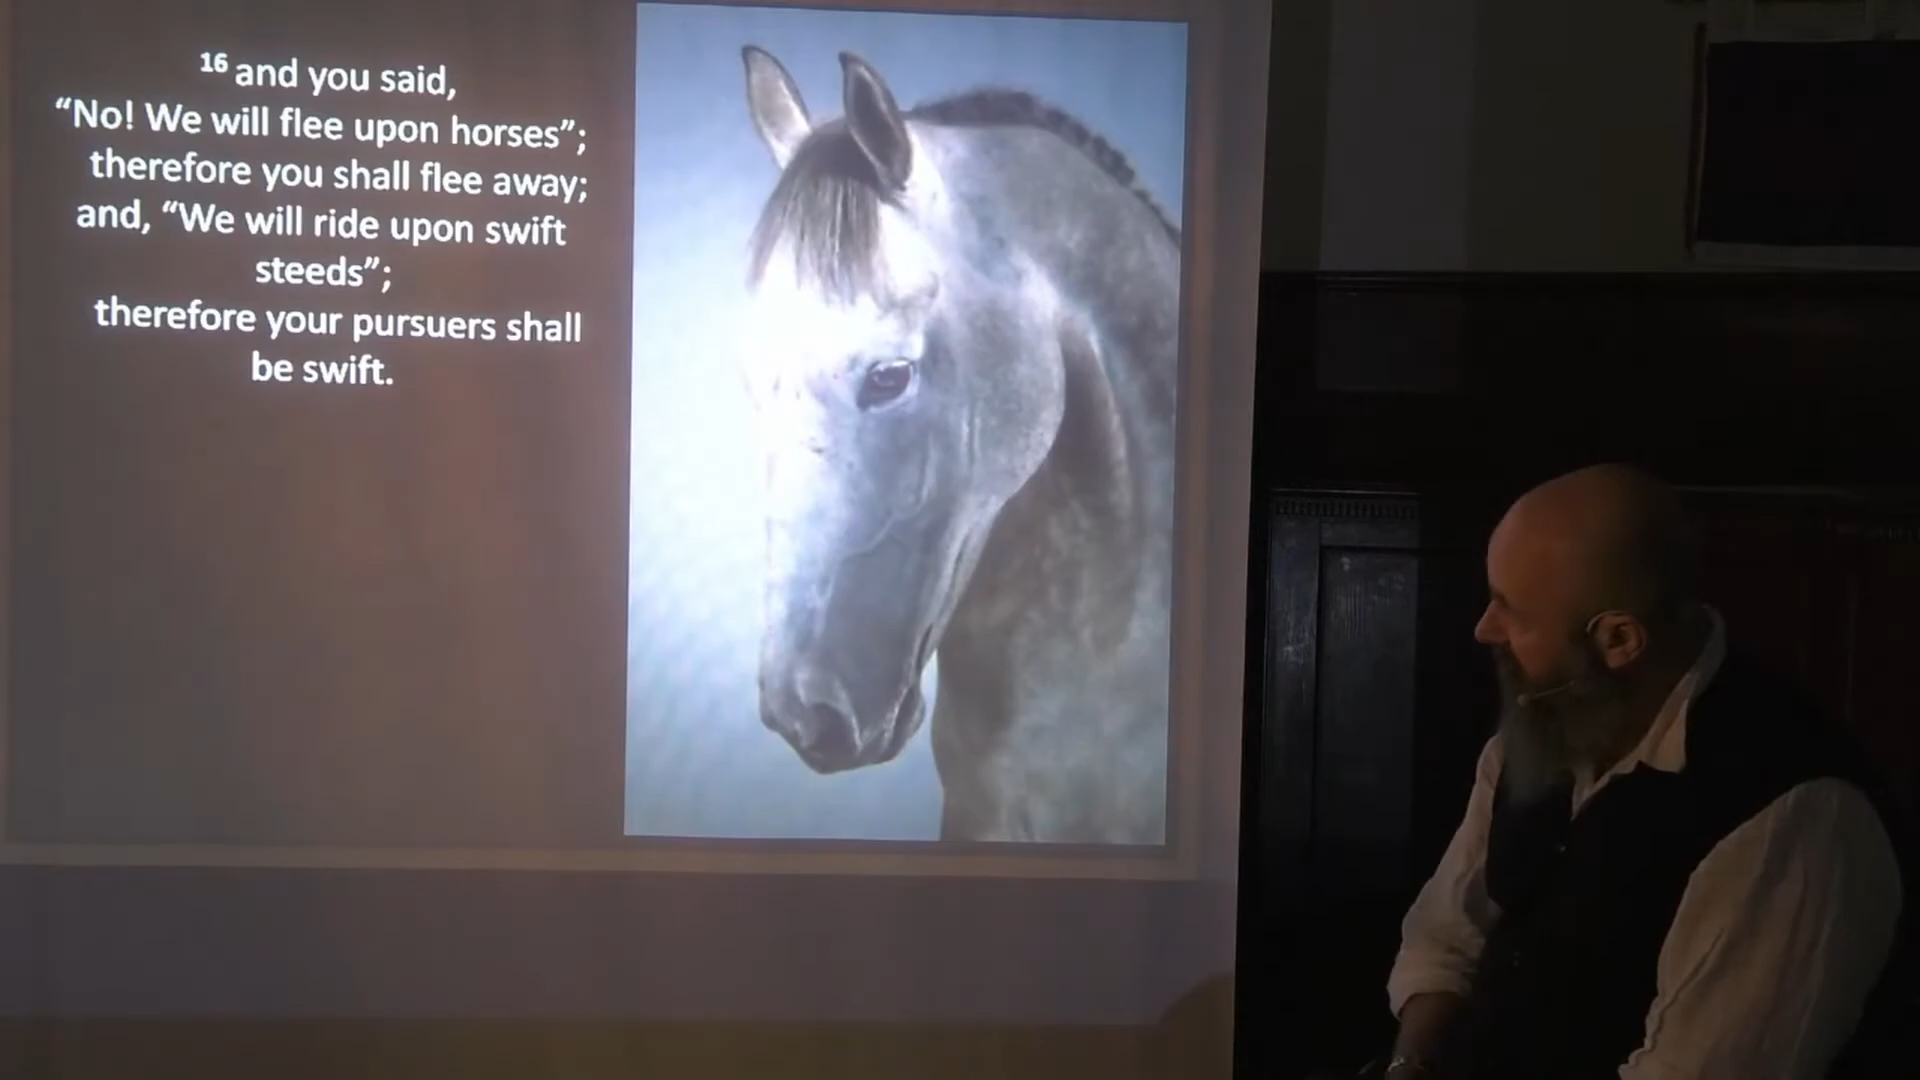 16 and you said,
“No! We will flee upon horses”;
therefore you shall flee away;
and, “We will ride upon swift
steeds”;
therefore your pursuers shall
be swift.